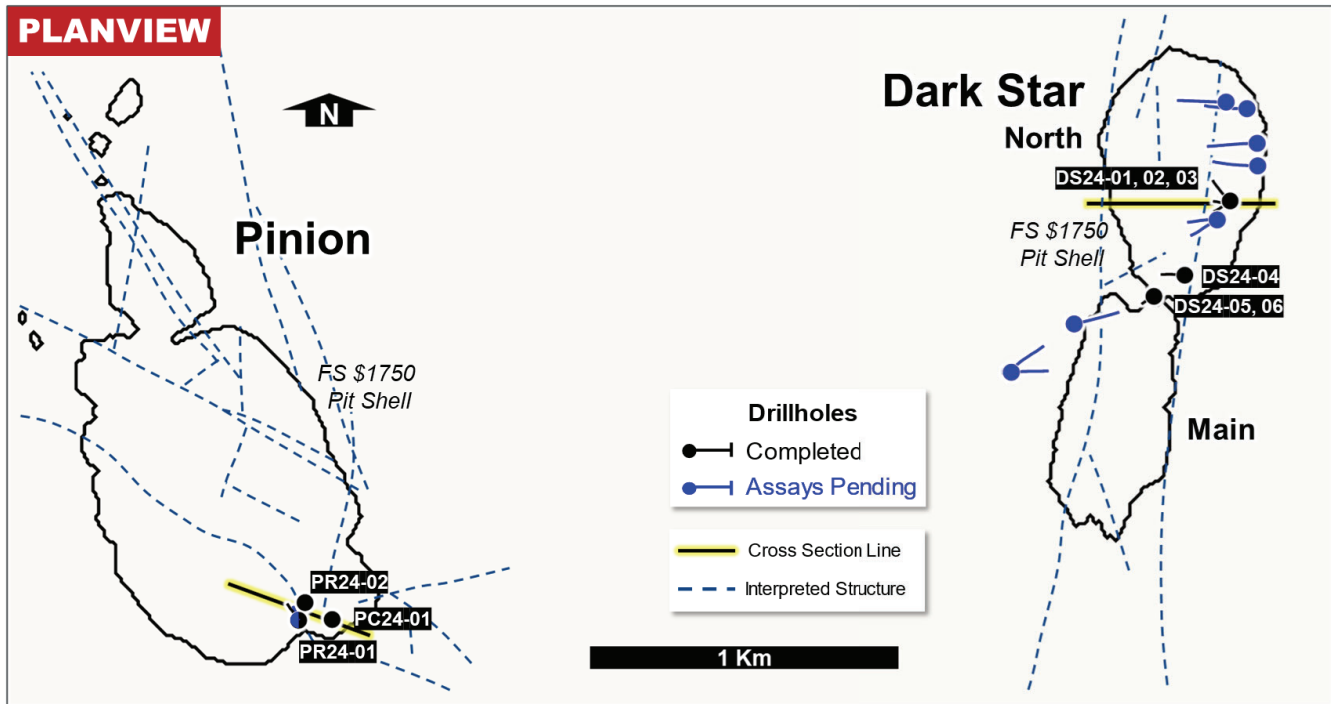 PLANVIEW
N
Pinion
FS $1750
Pit Shell
PR24-02
PC24-01
PR24-01
Dark Star
North
DS24-01, 02, 03
FS $1750
Pit Shell
DS24-04
DS24-05, 06
Main
Drillholes
Completed
Assays Pending
Cross Section Line
Interpreted Structure
1 Km